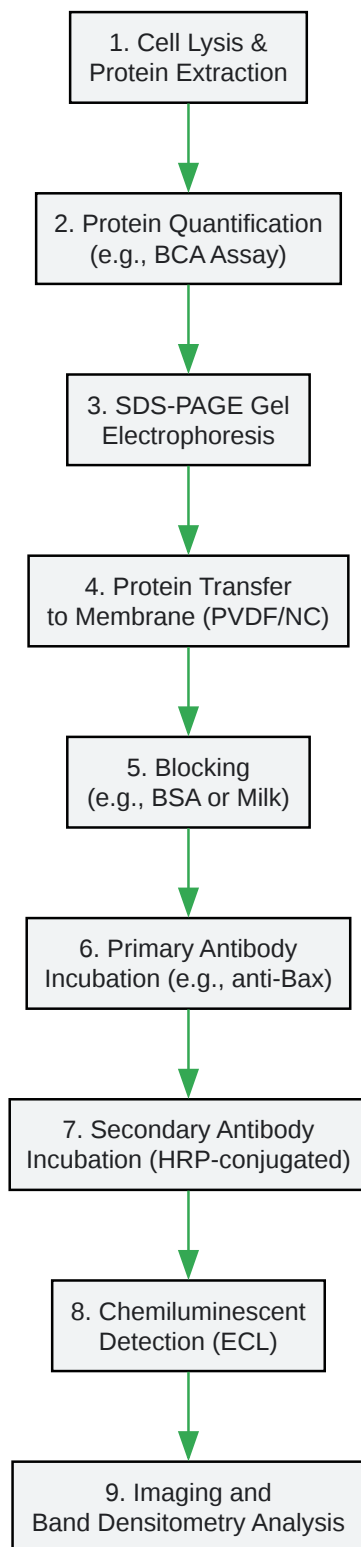 1. Cell Lysis &
Protein Extraction
2. Protein Quantification
(e.g., BCA Assay)
3. SDS-PAGE Gel
Electrophoresis
4. Protein Transfer
to Membrane (PVDF/NC)
5. Blocking
(e.g., BSA or Milk)
6. Primary Antibody
Incubation (e.g., anti-Bax)
7. Secondary Antibody
Incubation (HRP-conjugated)
8. Chemiluminescent
Detection (ECL)
9. Imaging and
Band Densitometry Analysis